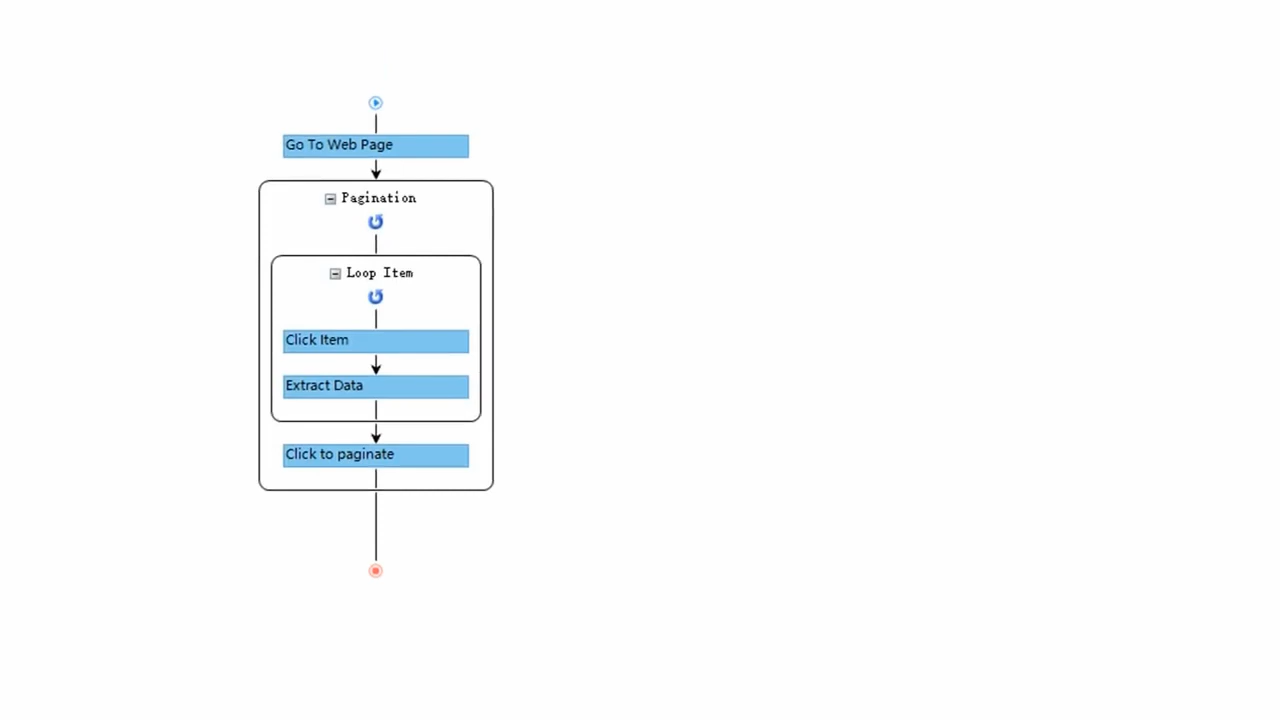 Go To Web Page
Pagination
Loop Item
Click Item
Extract Data
Click to paginate